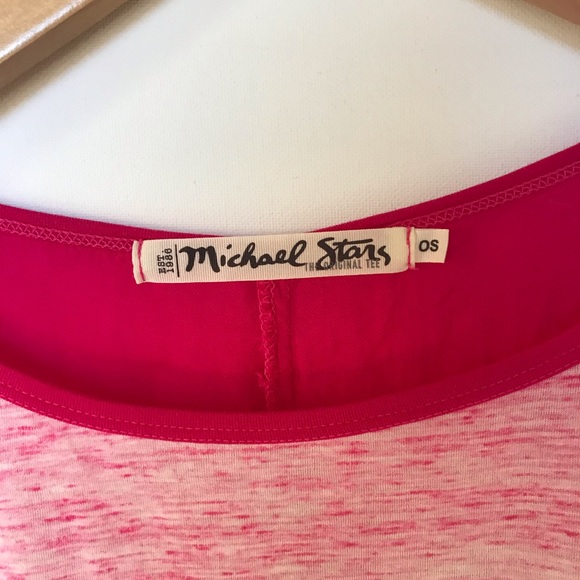 EST.
1986
Michael Stars
THE ORIGINAL TEE
OS